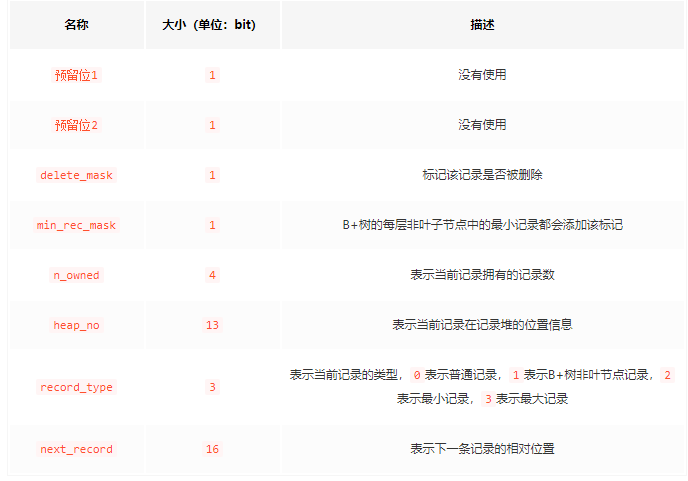 名称 大小（单位：bit） 描述
预留位1 1 没有使用
预留位2 1 没有使用
delete_mask 1 标记该记录是否被删除
min_rec_mask 1 B+树的每层非叶子节点中的最小记录都会添加该标记
n_owned 4 表示当前记录拥有的记录数
heap_no 13 表示当前记录在记录堆的位置信息
record_type 3 表示当前记录的类型，0表示普通记录，1表示B+树非叶节点记录，2
表示最小记录，3表示最大记录
next_record 16 表示下一条记录的相对位置